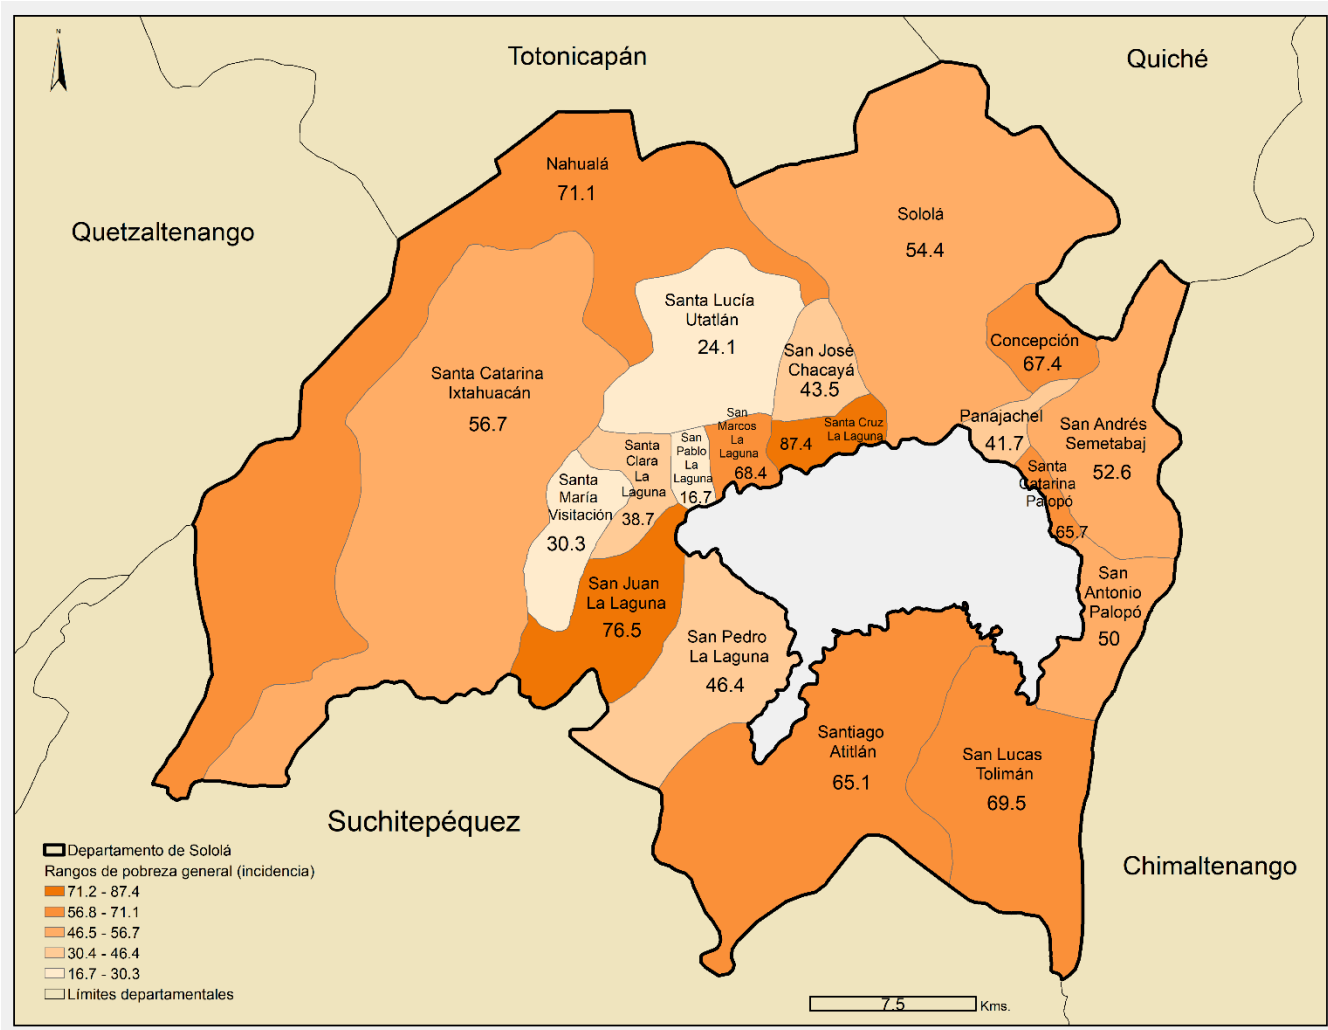 N
Totonicapán
Quiché
Quetzaltenango
Nahualá
71.1
Sololá
54.4
Santa Lucía
Utatlán
24.1
San José
Chacayá
43.5
Concepción
67.4
Santa Catarina
Ixtahuacán
56.7
Panajachel
41.7
San Andrés
Semetabaj
52.6
San
Marcos
La
Laguna
68.4
87.4
Santa Cruz
La Laguna
San
Pablo
La
Laguna
16.7
Santa
Clara
La
Laguna
38.7
Santa
María
Visitación
30.3
Santa
Catarina
Palopó
65.7
San
Antonio
Palopó
50
San Juan
La Laguna
76.5
San Pedro
La Laguna
46.4
Santiago
Atitlán
65.1
San Lucas
Tolimán
69.5
Suchitepéquez
Chimaltenango
Departamento de Sololá
Rangos de pobreza general (incidencia)
71.2 - 87.4
56.8 - 71.1
46.5 - 56.7
30.4 - 46.4
16.7 - 30.3
Límites departamentales
7.5 Kms.